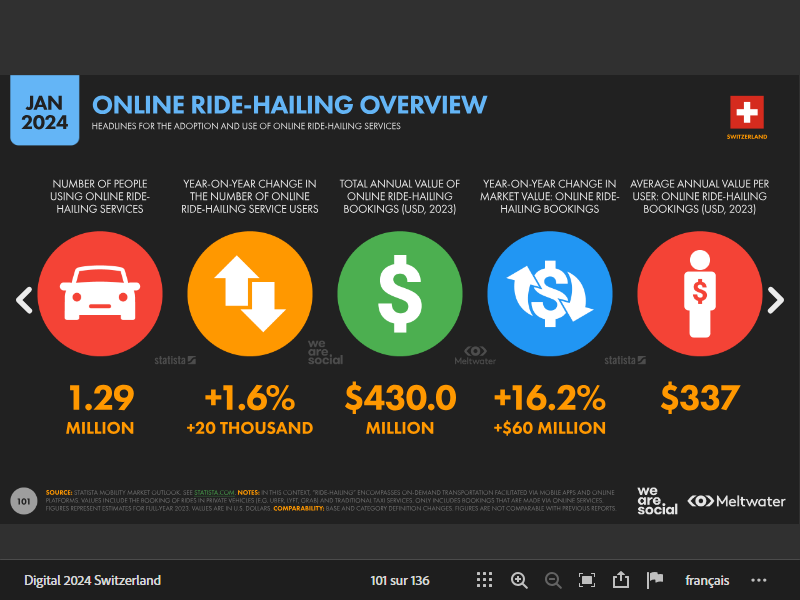 JAN
2024
ONLINE RIDE-HAILING OVERVIEW
HEADLINES FOR THE ADOPTION AND USE OF ONLINE RIDE-HAILING SERVICES
SWITZERLAND
NUMBER OF PEOPLE
USING ONLINE RIDE-
HAILING SERVICES
YEAR-ON-YEAR CHANGE IN
THE NUMBER OF ONLINE
RIDE-HAILING SERVICE USERS
TOTAL ANNUAL VALUE OF
ONLINE RIDE-HAILING
BOOKINGS (USD, 2023)
YEAR-ON-YEAR CHANGE IN
MARKET VALUE: ONLINE RIDE-
HAILING BOOKINGS
AVERAGE ANNUAL VALUE PER
USER: ONLINE RIDE-HAILING
BOOKINGS (USD, 2023)
$
$
$
statista
we
are
social
Meltwater
statista
1.29
MILLION
+1.6%
+20 THOUSAND
$430.0
MILLION
+16.2%
+$60 MILLION
$337
101
SOURCE: STATISTA MOBILITY MARKET OUTLOOK. SEE STATISTA.COM. NOTES: IN THIS CONTEXT, "RIDE-HAILING" ENCOMPASSES ON-DEMAND TRANSPORTATION FACILITATED VIA MOBILE APPS AND ONLINE
PLATFORMS. VALUES INCLUDE THE BOOKING OF RIDES IN PRIVATE VEHICLES (E.G. UBER, LYFT, GRAB) AND TRADITIONAL TAXI SERVICES. ONLY INCLUDES BOOKINGS THAT ARE MADE VIA ONLINE SERVICES.
FIGURES REPRESENT ESTIMATES FOR FULL-YEAR 2023. VALUES ARE IN U.S. DOLLARS. COMPARABILITY: BASE AND CATEGORY DEFINITION CHANGES. FIGURES ARE NOT COMPARABLE WITH PREVIOUS REPORTS.
we
are
social
Meltwater
Digital 2024 Switzerland
101 sur 136
français